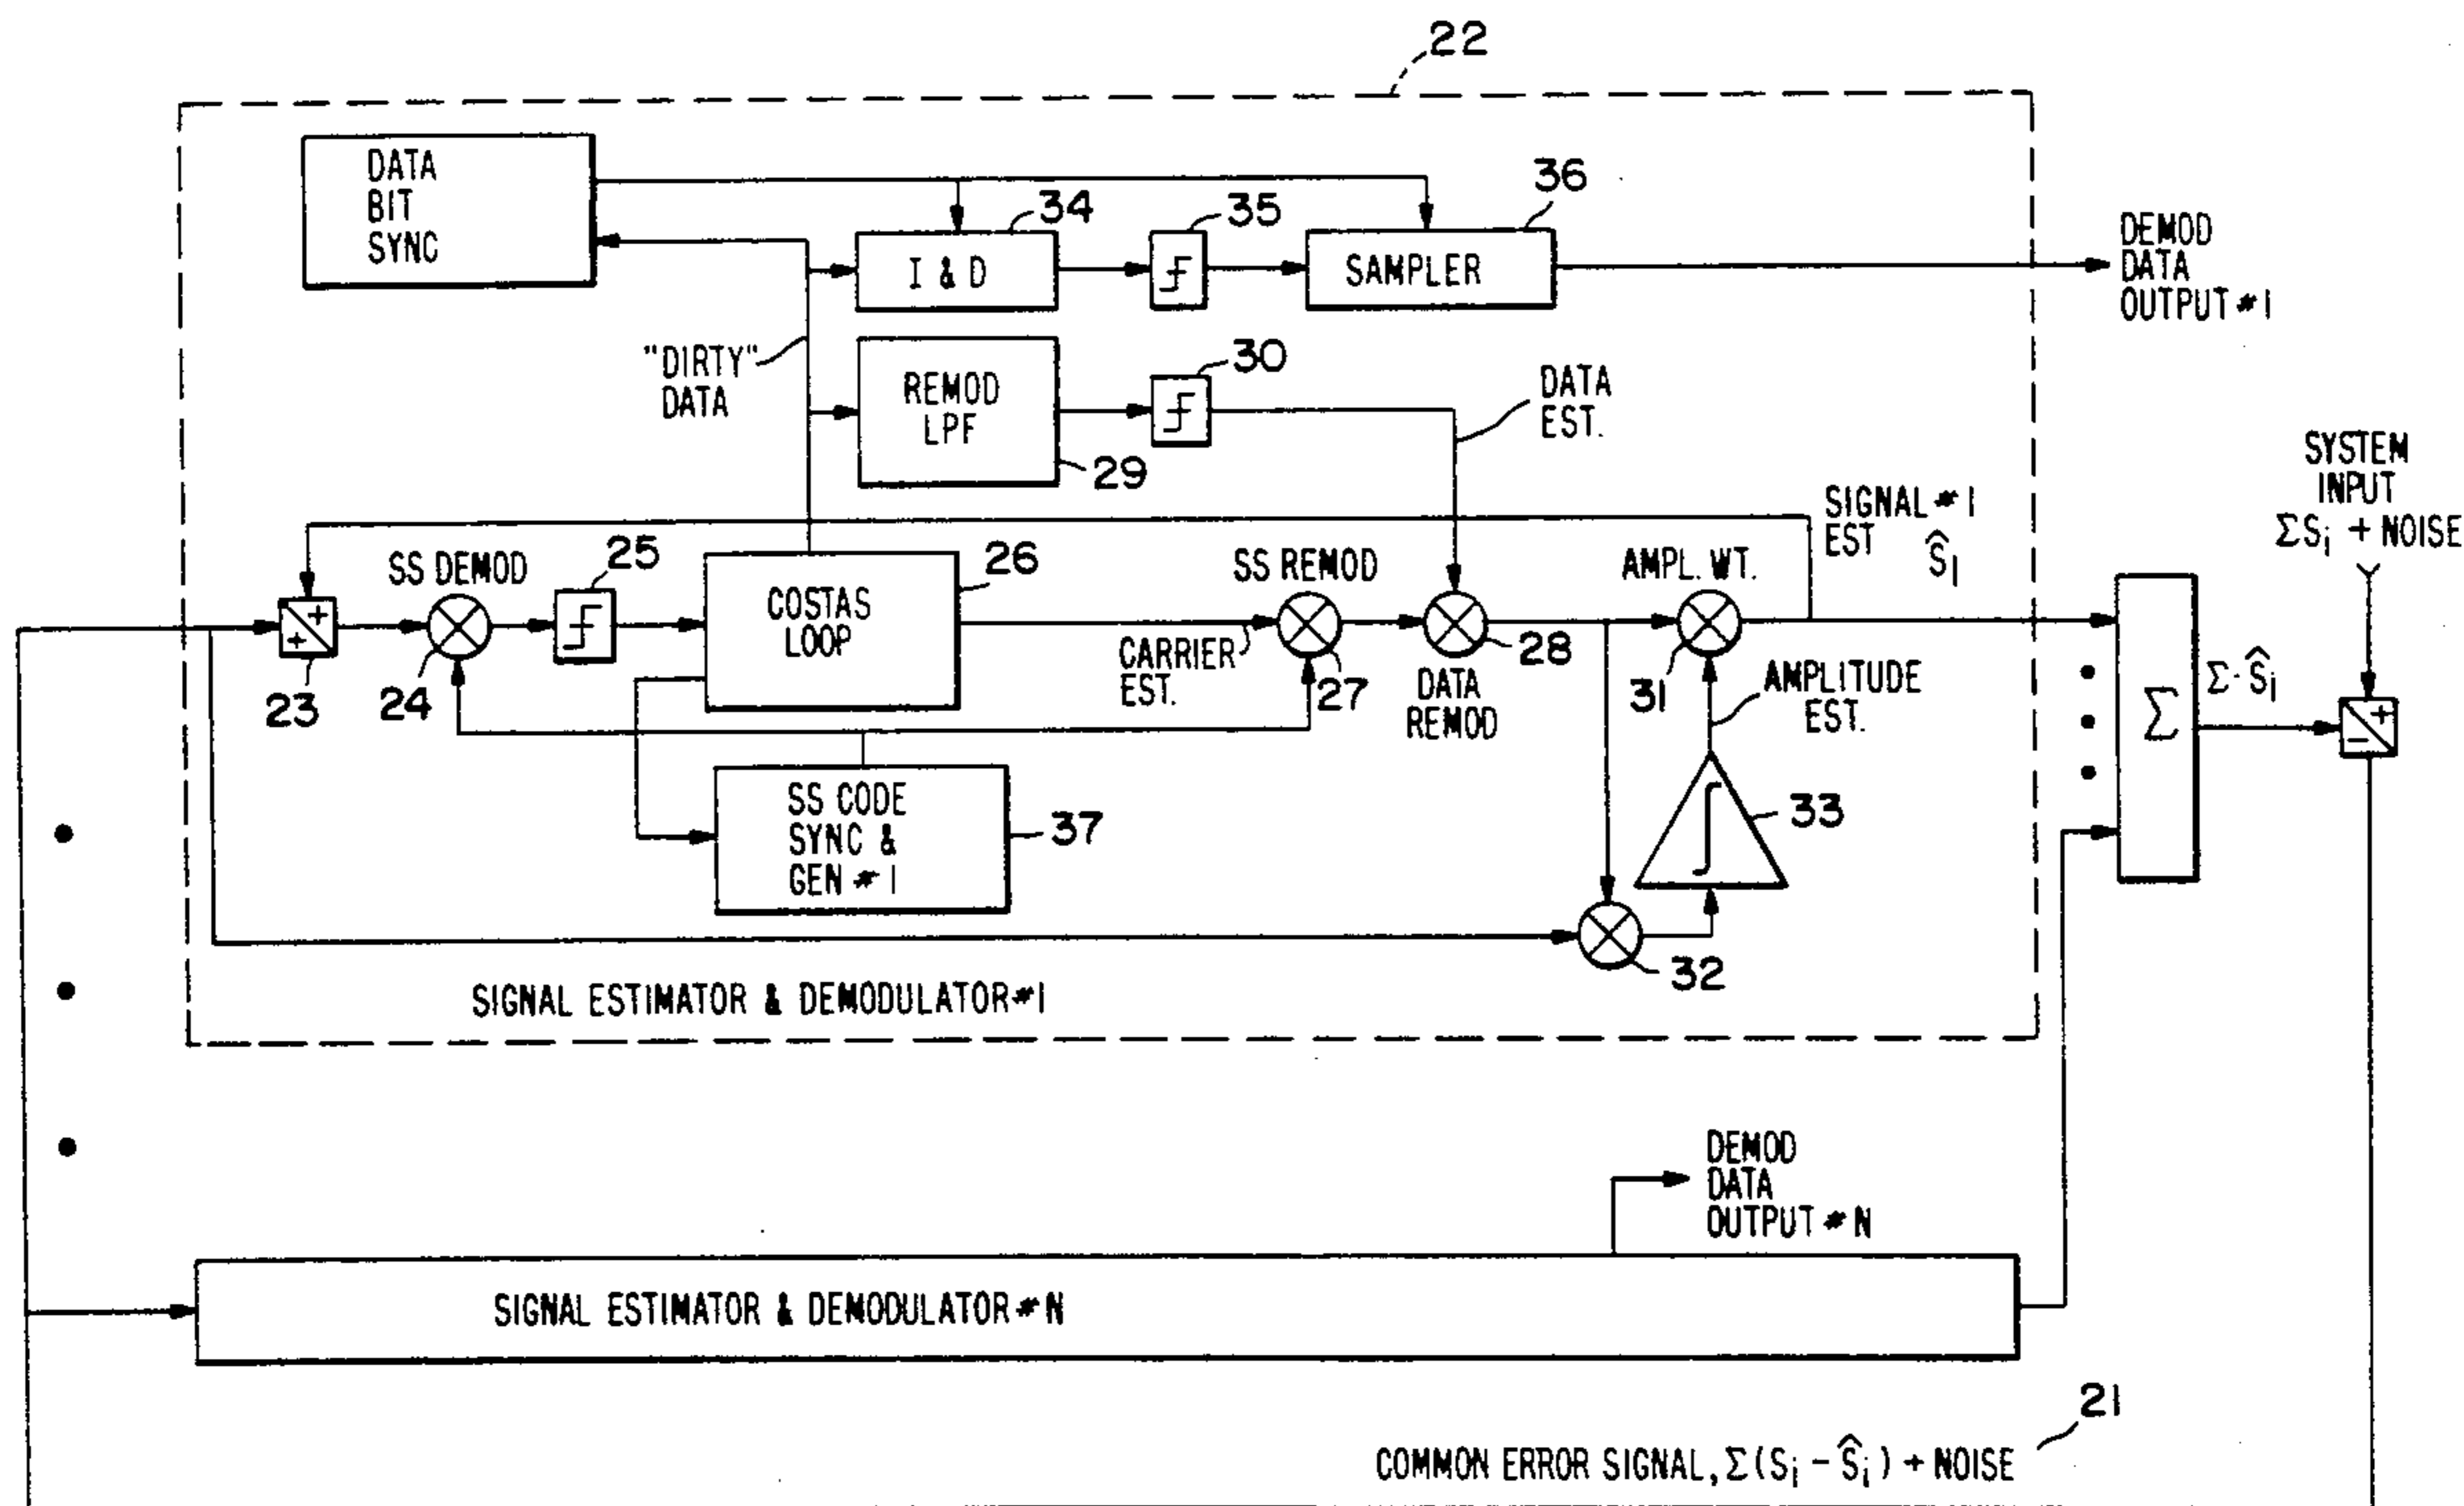 22
DATA
BIT
SYNC
34
35
36
I & D
SAMPLER
DEMOD
DATA
OUTPUT #1
"DIRTY"
DATA
REMOD
LPF
29
30
DATA
EST.
SYSTEM
INPUT
ΣSi + NOISE
SIGNAL #1
EST Ŝ1
SS DEMOD
25
26
COSTAS
LOOP
SS REMOD
AMPL. WT.
+
+
23
24
CARRIER
EST.
27
28
DATA
REMOD
31
AMPLITUDE
EST.
Σ
Σ·Ŝi
+
−
SS CODE
SYNC &
GEN #1
37
∫
33
32
SIGNAL ESTIMATOR & DEMODULATOR #1
DEMOD
DATA
OUTPUT #N
SIGNAL ESTIMATOR & DEMODULATOR #N
21
COMMON ERROR SIGNAL, Σ(Si − Ŝi) + NOISE